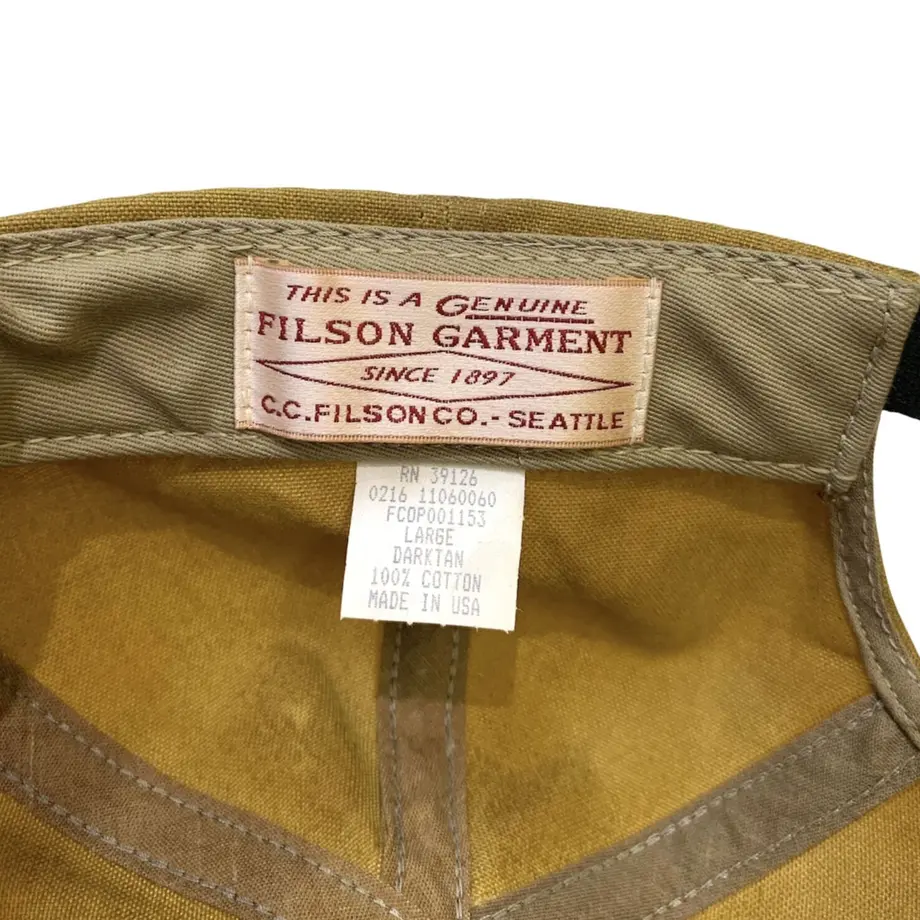 THIS IS A GENUINE
FILSON GARMENT
SINCE 1897
C.C.FILSON CO.-SEATTLE
RN 39126
0216 11060060
FCOP001153
LARGE
DARKTAN
100% COTTON
MADE IN USA